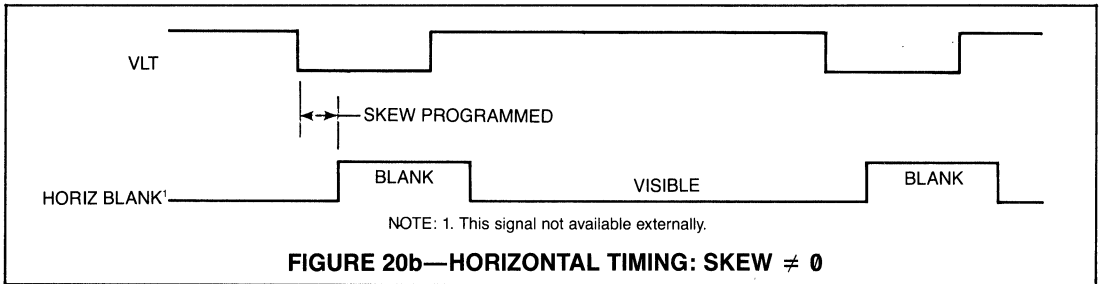 VLT
SKEW PROGRAMMED
BLANK
VISIBLE
BLANK
HORIZ BLANK¹
NOTE: 1. This signal not available externally.
FIGURE 20b—HORIZONTAL TIMING: SKEW ≠ 0